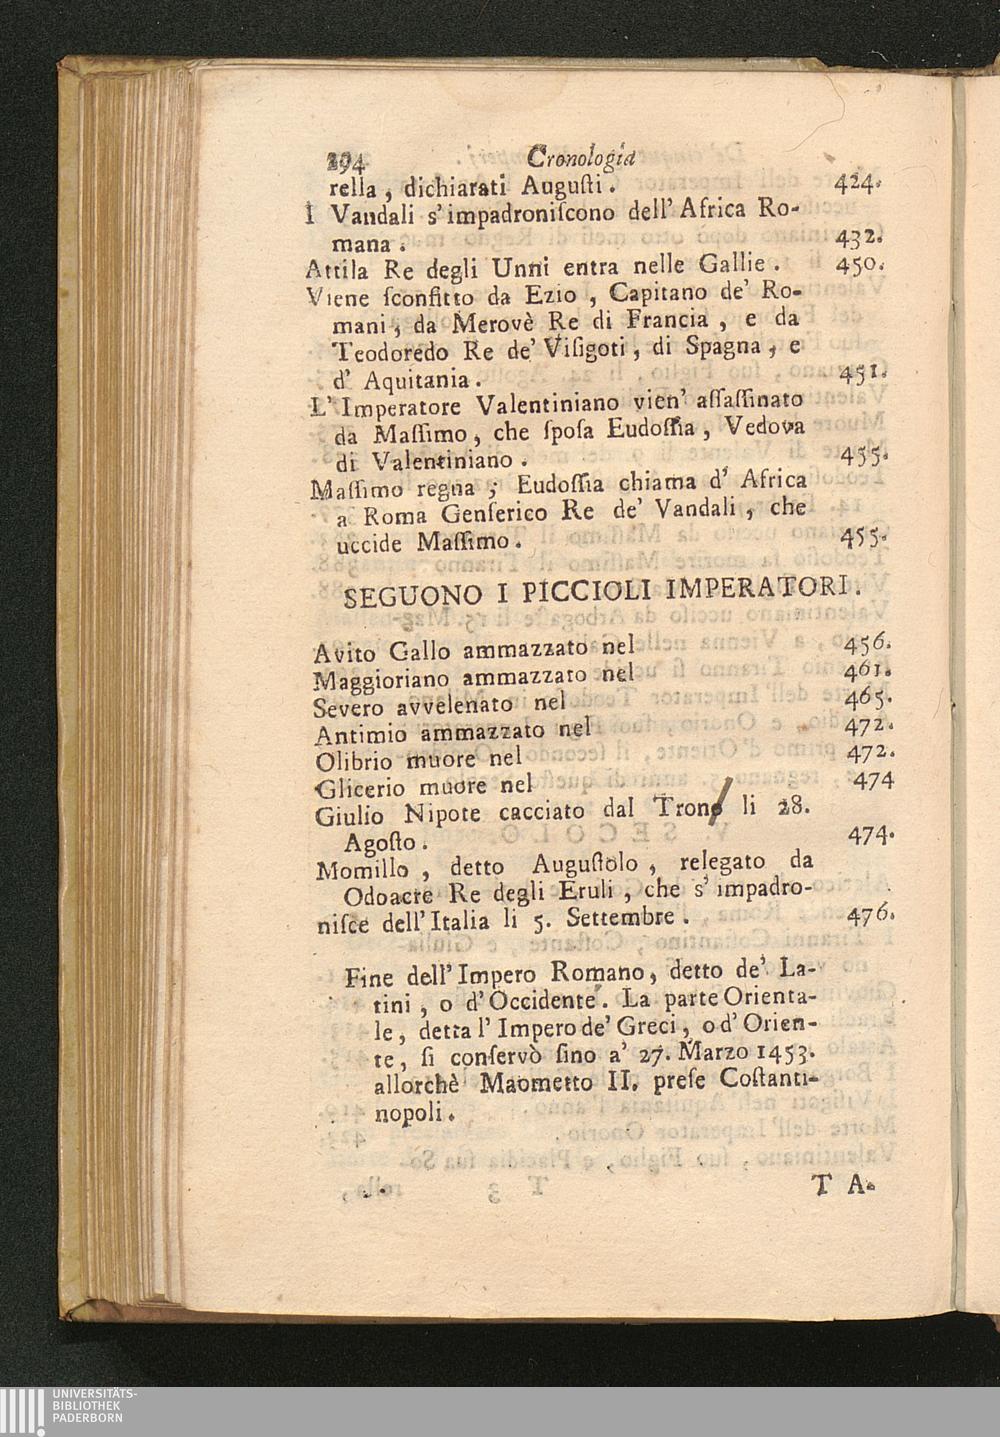 294 Cronologia
rella, dichiarati Augusti. 424.
I Vandali s'impadroniſcono dell'Africa Ro-
mana. 432.
Attila Re degli Unni entra nelle Gallie. 450.
Viene ſconfitto da Ezio, Capitano de' Ro-
mani, da Merovè Re di Francia, e da
Teodoredo Re de' Viſigoti, di Spagna, e
d' Aquitania. 451.
L'Imperatore Valentiniano vien' aſſaſſinato
da Maſſimo, che ſpoſa Eudoſſia, Vedova
di Valentiniano. 455.
Maſſimo regna; Eudoſſia chiama d' Africa
a Roma Genſerico Re de' Vandali, che
uccide Maſſimo. 455.
SEGUONO I PICCIOLI IMPERATORI.
Avito Gallo ammazzato nel 456.
Maggioriano ammazzato nel 461.
Severo avvelenato nel 465.
Antimio ammazzato nel 472.
Olibrio muore nel 472.
Glicerio muore nel 474
Giulio Nipote cacciato dal Trono li 28.
Agoſto. 474.
Momillo, detto Auguſtolo, relegato da
Odoacre Re degli Eruli, che s'impadro-
niſce dell'Italia li 5. Settembre. 476.
Fine dell'Impero Romano, detto de' La-
tini, o d'Occidente. La parte Orienta-
le, detta l'Impero de' Greci, o d'Orien-
te, ſi conſervò ſino a' 27. Marzo 1453.
allorchè Maometto II. preſe Coſtanti-
nopoli.
T A-
UNIVERSITÄTS-
BIBLIOTHEK
PADERBORN